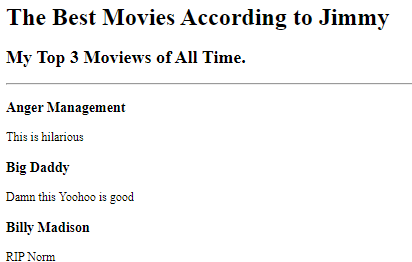 The Best Movies According to Jimmy
My Top 3 Moviews of All Time.
Anger Management
This is hilarious
Big Daddy
Damn this Yoohoo is good
Billy Madison
RIP Norm